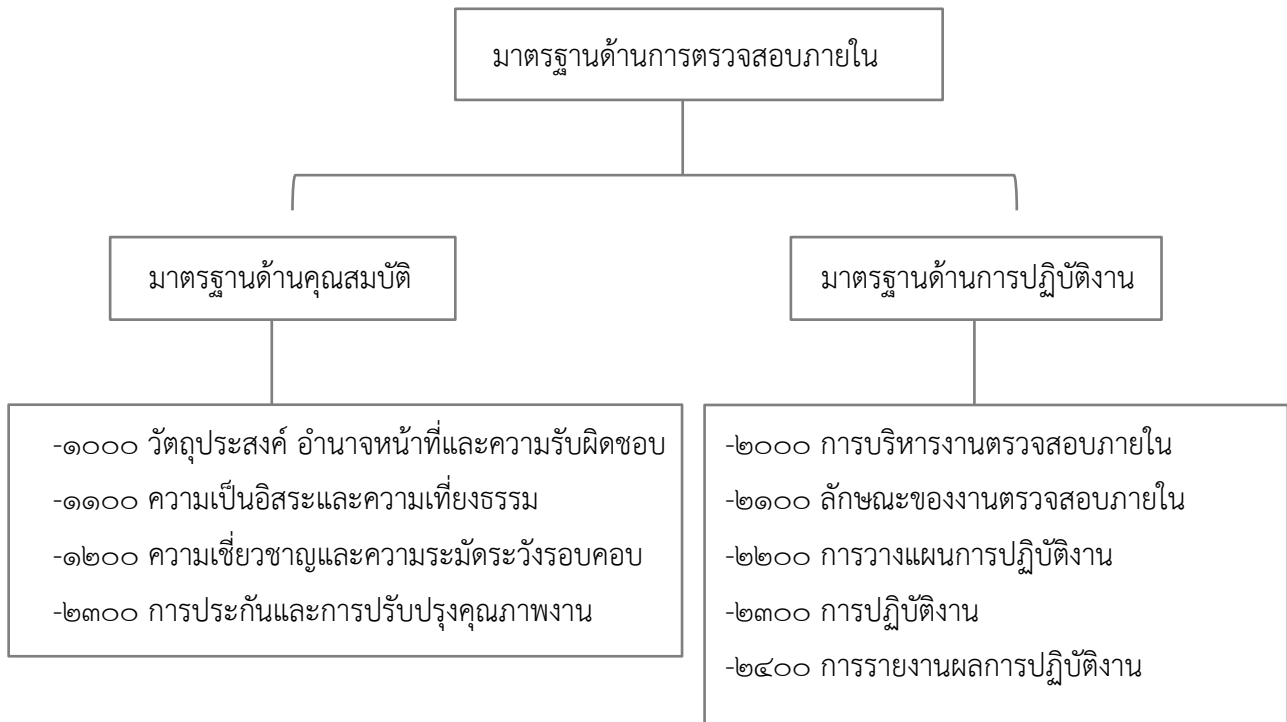 มาตรฐานด้านการตรวจสอบภายใน
มาตรฐานด้านคุณสมบัติ
มาตรฐานด้านการปฏิบัติงาน
-๑๐๐๐ วัตถุประสงค์ อำนาจหน้าที่และความรับผิดชอบ
-๑๑๐๐ ความเป็นอิสระและความเที่ยงธรรม
-๑๒๐๐ ความเชี่ยวชาญและความระมัดระวังรอบคอบ
-๒๓๐๐ การประกันและการปรับปรุงคุณภาพงาน
-๒๐๐๐ การบริหารงานตรวจสอบภายใน
-๒๑๐๐ ลักษณะของงานตรวจสอบภายใน
-๒๒๐๐ การวางแผนการปฏิบัติงาน
-๒๓๐๐ การปฏิบัติงาน
-๒๔๐๐ การรายงานผลการปฏิบัติงาน